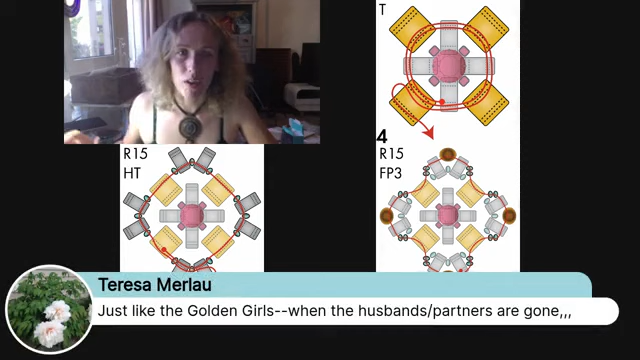 T
4
R15
HT
R15
FP3
Teresa Merlau
Just like the Golden Girls--when the husbands/partners are gone,,,